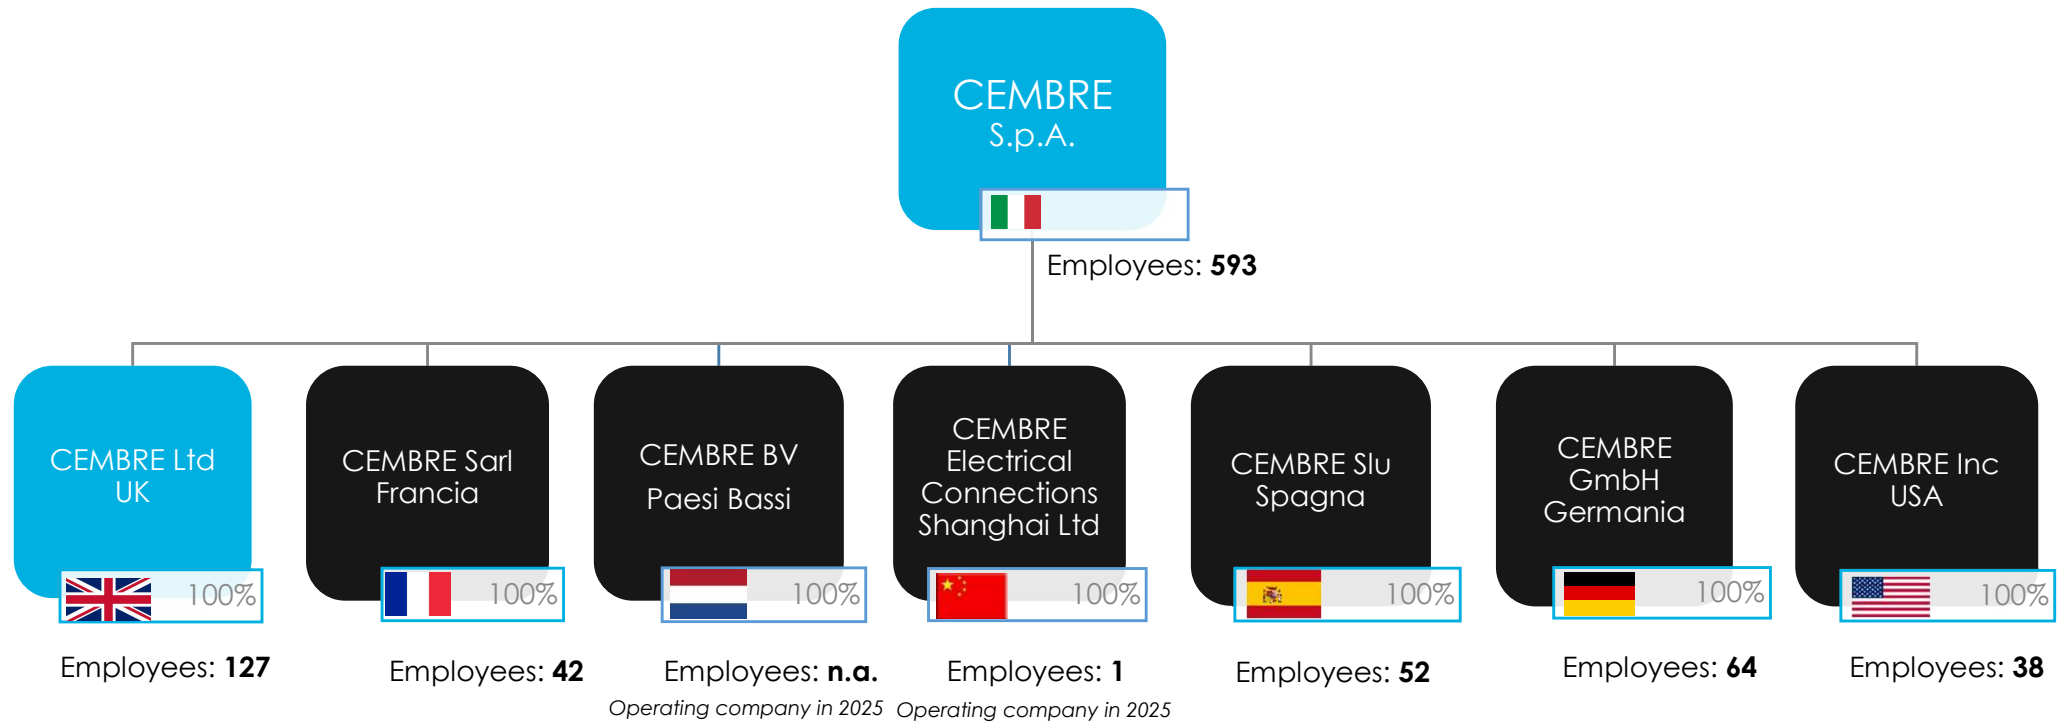 CEMBRE
S.p.A.
Employees: 593
CEMBRE Ltd
UK
100%
Employees: 127
CEMBRE Sarl
Francia
100%
Employees: 42
CEMBRE BV
Paesi Bassi
100%
Employees: n.a.
Operating company in 2025
CEMBRE
Electrical
Connections
Shanghai Ltd
100%
Employees: 1
Operating company in 2025
CEMBRE Slu
Spagna
100%
Employees: 52
CEMBRE
GmbH
Germania
100%
Employees: 64
CEMBRE Inc
USA
100%
Employees: 38